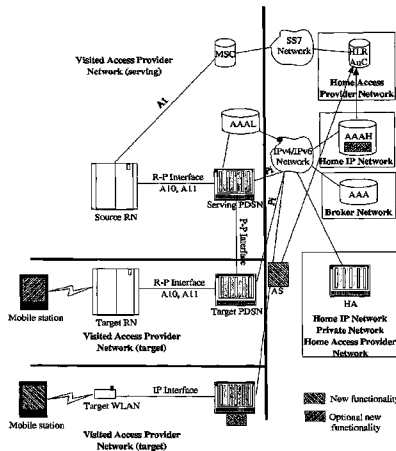 MSC
SS7
Network
HLR
AuC
Visited Access Provider
Network (serving)
Home Access
Provider Network
A1
AAAL
IPv4/IPv6
Network
AAAH
Home IP Network
R-P Interface
A10, A11
Pi
Source RN
Serving PDSN
AAA
Broker Network
P-P Interface
Pi
R-P Interface
A10, A11
AS
HA
Mobile station
Target RN
Target PDSN
Visited Access Provider
Network (target)
Home IP Network
Private Network
Home Access Provider
Network
IP Interface
Target WLAN
Mobile station
Visited Access Provider
Network (target)
New functionality
Optional new
functionality